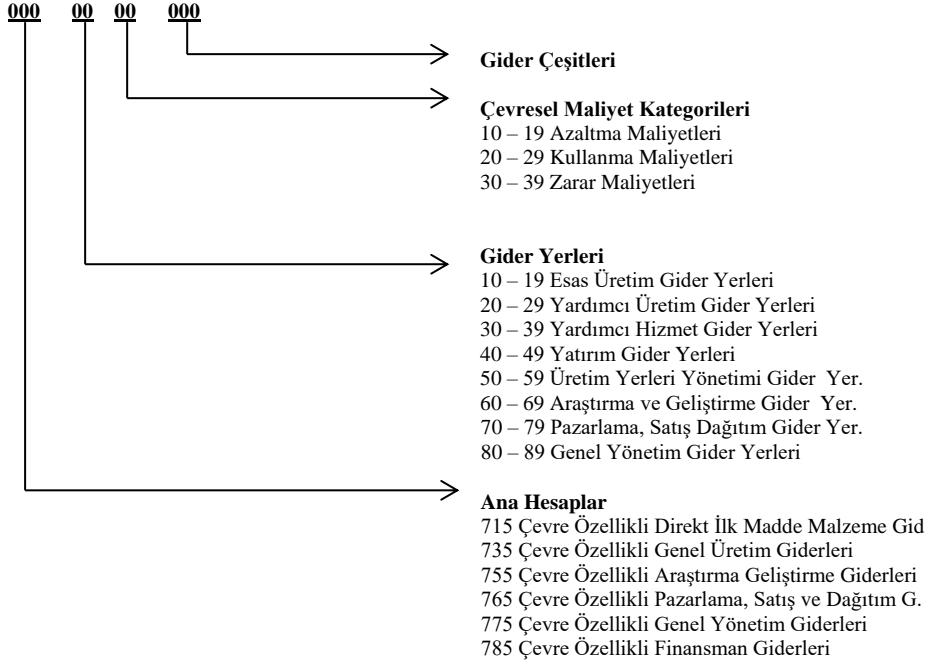 000 00 00 000
Gider Çeşitleri
Çevresel Maliyet Kategorileri
10 – 19 Azaltma Maliyetleri
20 – 29 Kullanma Maliyetleri
30 – 39 Zarar Maliyetleri
Gider Yerleri
10 – 19 Esas Üretim Gider Yerleri
20 – 29 Yardımcı Üretim Gider Yerleri
30 – 39 Yardımcı Hizmet Gider Yerleri
40 – 49 Yatırım Gider Yerleri
50 – 59 Üretim Yerleri Yönetimi Gider Yer.
60 – 69 Araştırma ve Geliştirme Gider Yer.
70 – 79 Pazarlama, Satış Dağıtım Gider Yer.
80 – 89 Genel Yönetim Gider Yerleri
Ana Hesaplar
715 Çevre Özellikli Direkt İlk Madde Malzeme Gid
735 Çevre Özellikli Genel Üretim Giderleri
755 Çevre Özellikli Araştırma Geliştirme Giderleri
765 Çevre Özellikli Pazarlama, Satış ve Dağıtım G.
775 Çevre Özellikli Genel Yönetim Giderleri
785 Çevre Özellikli Finansman Giderleri